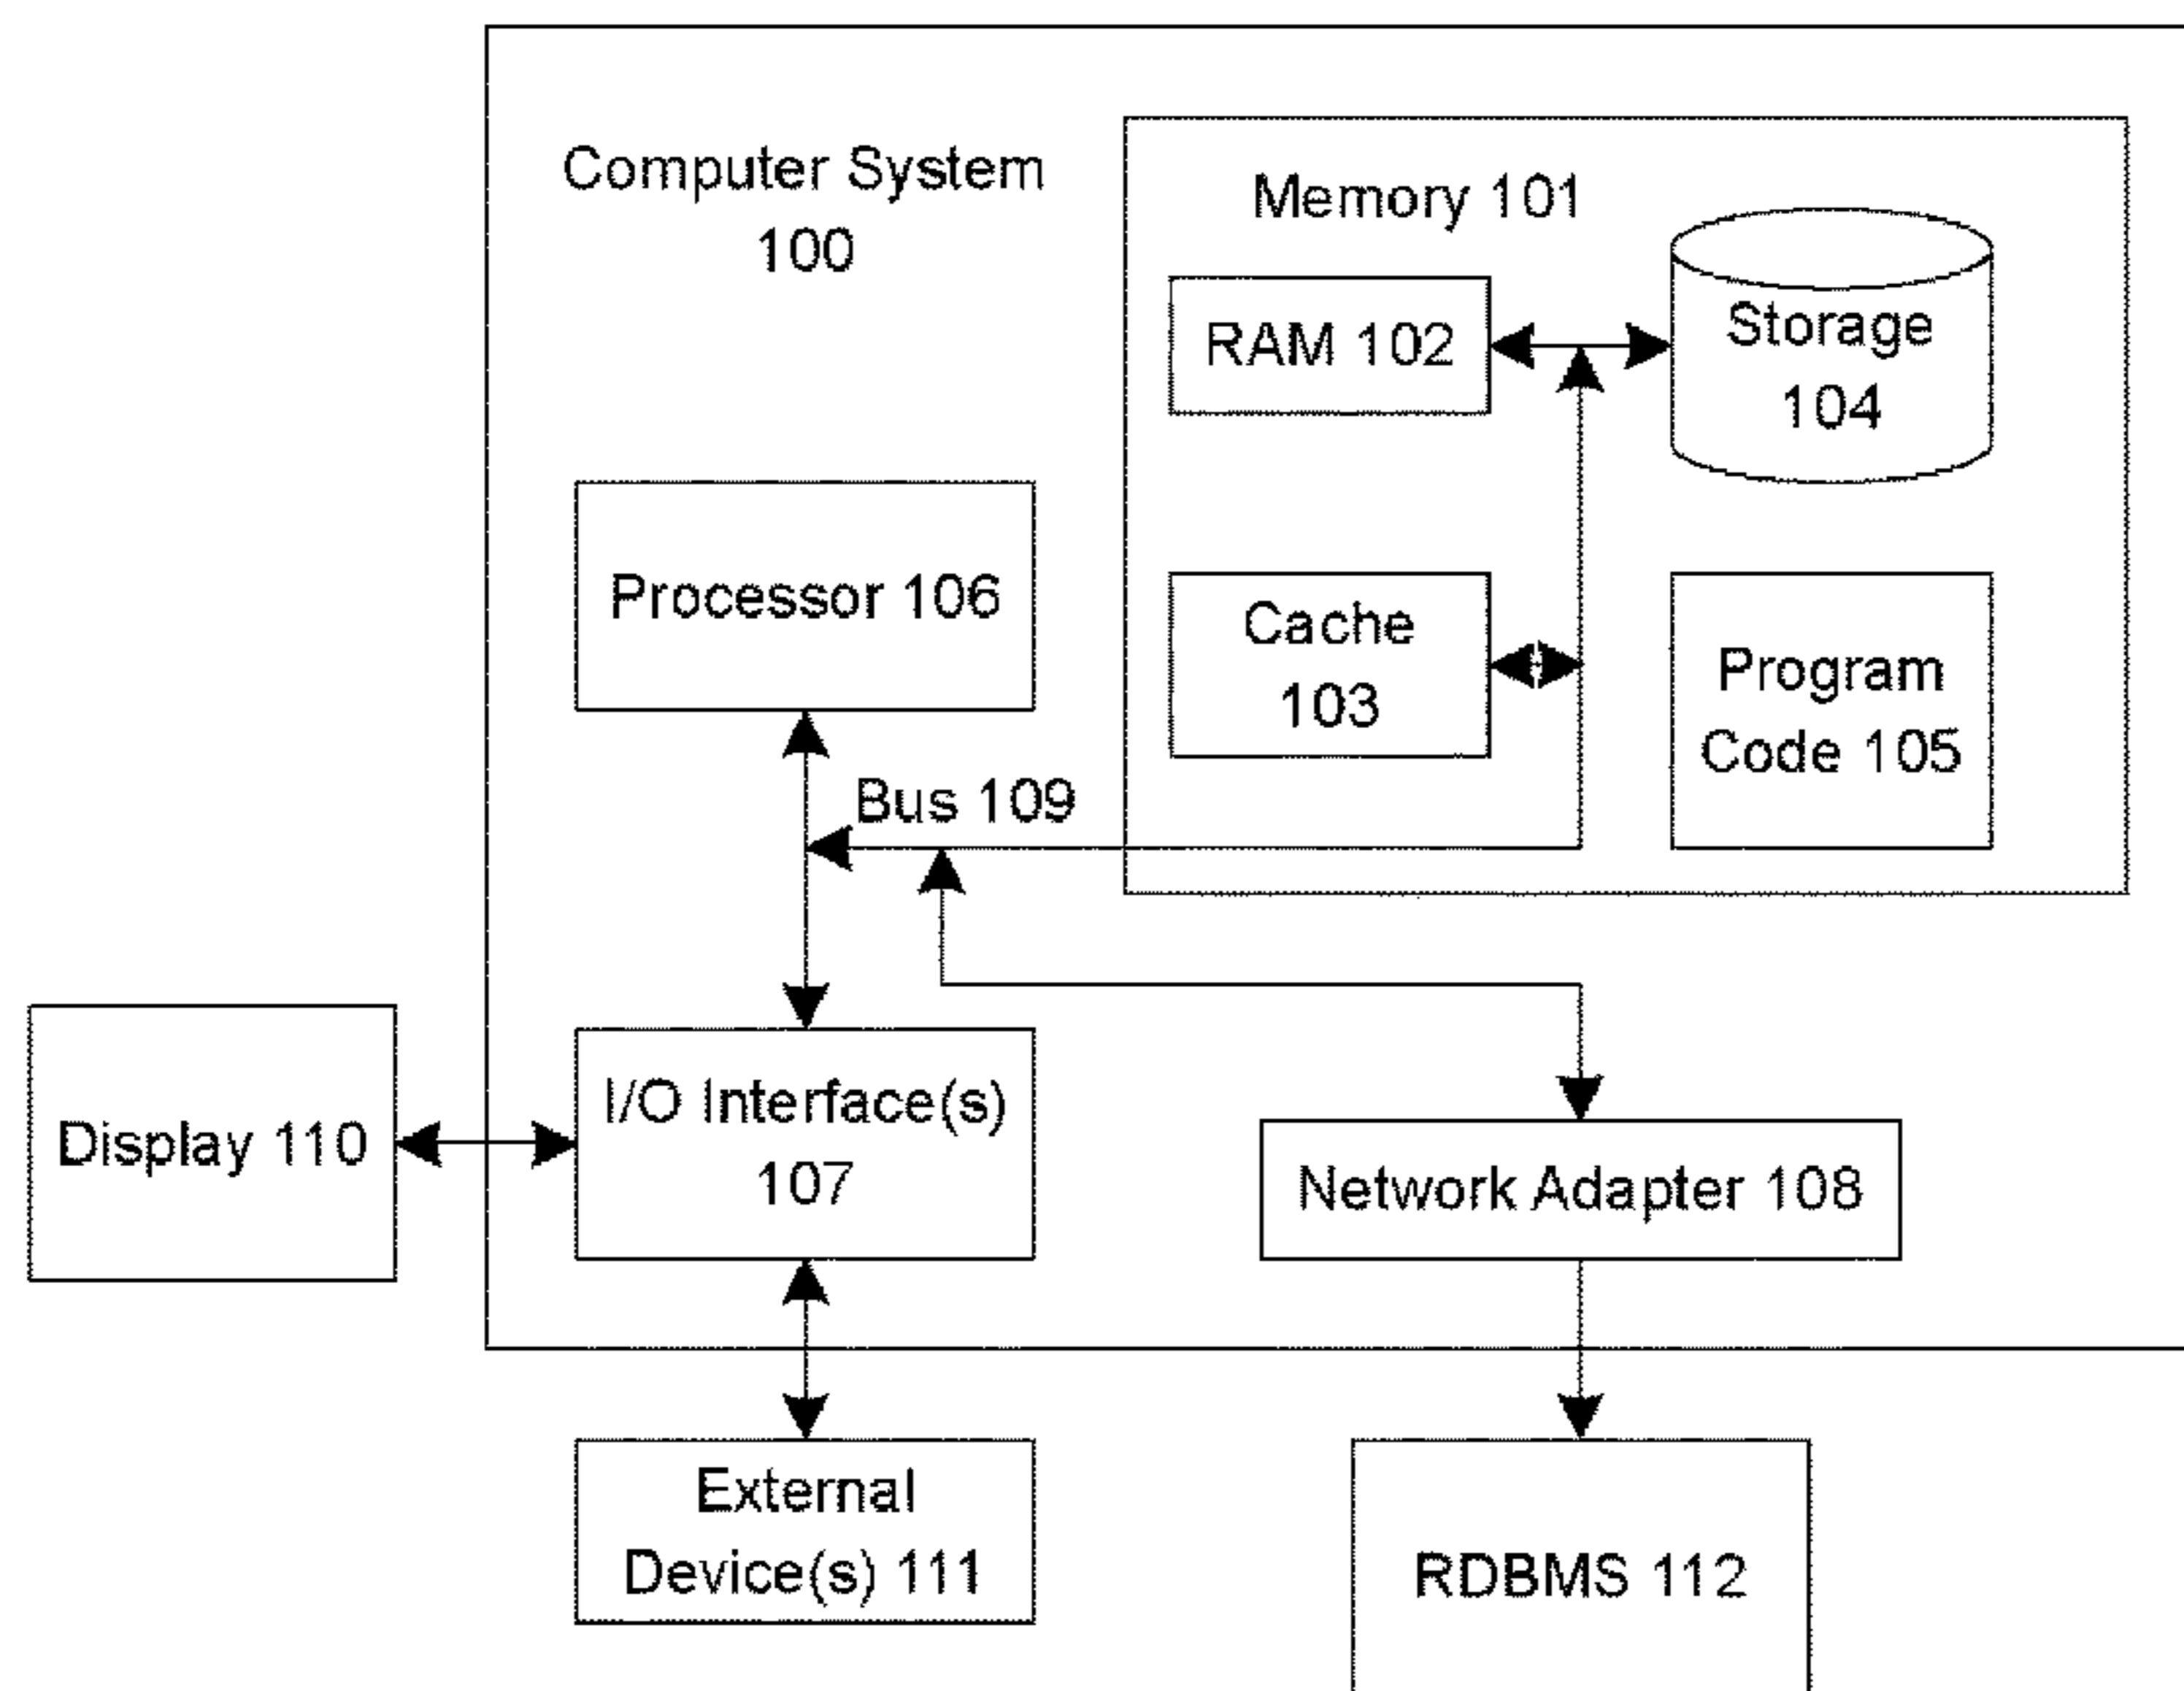 Computer System
100
Memory 101
RAM 102
Storage
104
Processor 106
Cache
103
Program
Code 105
Bus 109
Display 110
I/O Interface(s)
107
Network Adapter 108
External
Device(s) 111
RDBMS 112